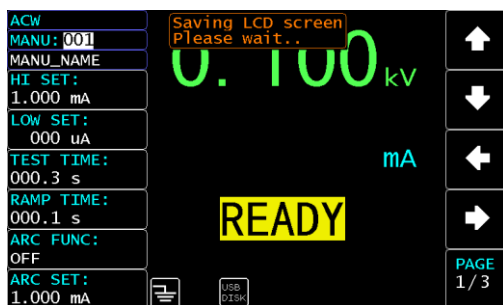 ACW
MANU: 001
MANU_NAME
HI SET:
1.000 mA
LOW SET:
000 uA
TEST TIME:
000.3 s
RAMP TIME:
000.1 s
ARC FUNC:
OFF
ARC SET:
1.000 mA
Saving LCD screen
Please wait..
0.100 kV
mA
READY
USB
DISK
PAGE
1/3